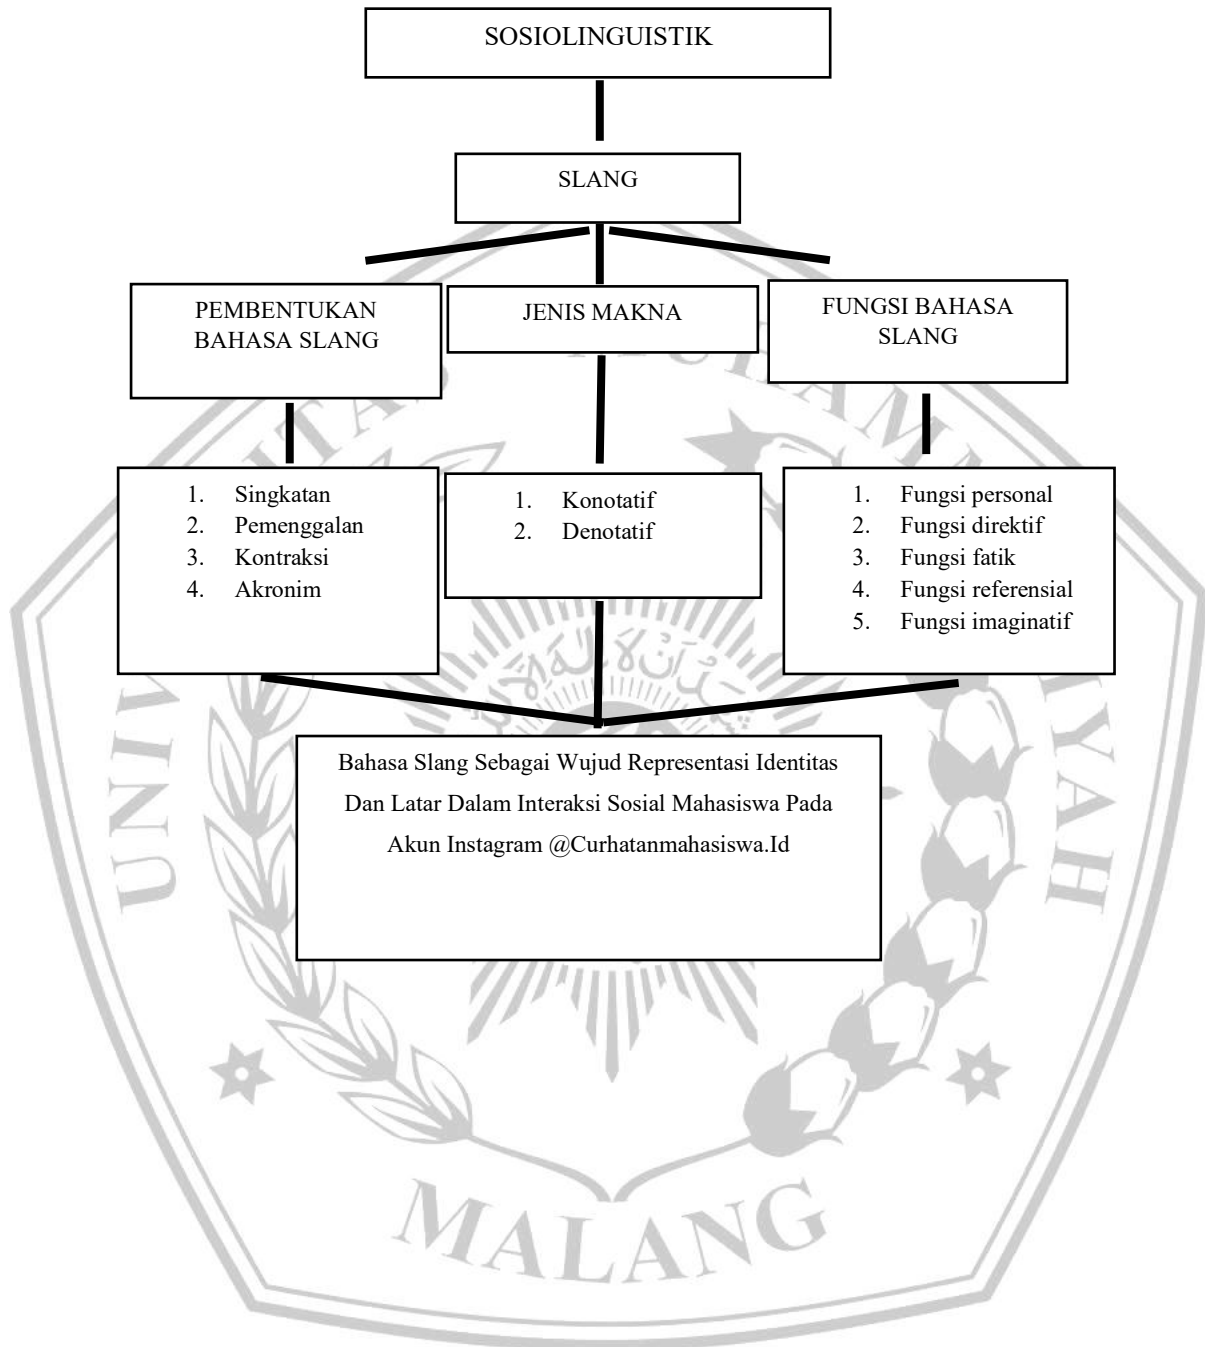 SOSIOLINGUISTIK
SLANG
PEMBENTUKAN
BAHASA SLANG
JENIS MAKNA
FUNGSI BAHASA
SLANG
1. Singkatan
2. Pemenggalan
3. Kontraksi
4. Akronim
1. Konotatif
2. Denotatif
1. Fungsi personal
2. Fungsi direktif
3. Fungsi fatik
4. Fungsi referensial
5. Fungsi imaginatif
Bahasa Slang Sebagai Wujud Representasi Identitas
Dan Latar Dalam Interaksi Sosial Mahasiswa Pada
Akun Instagram @Curhatanmahasiswa.Id
MALANG